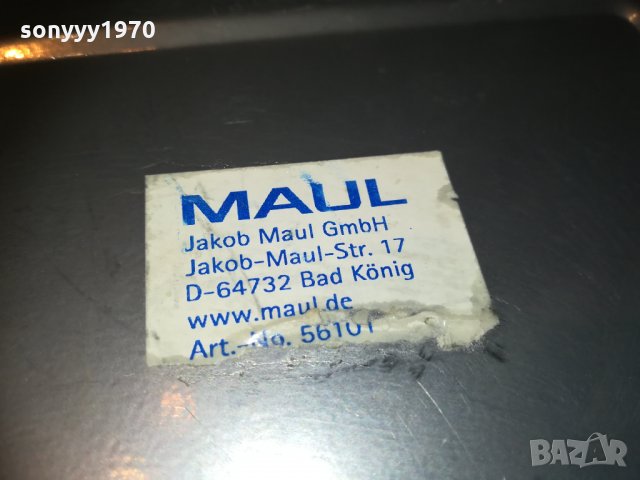 sonyyy1970
MAUL
Jakob Maul GmbH
Jakob-Maul-Str. 17
D-64732 Bad König
www.maul.de
Art.-No. 56101
BAZAR